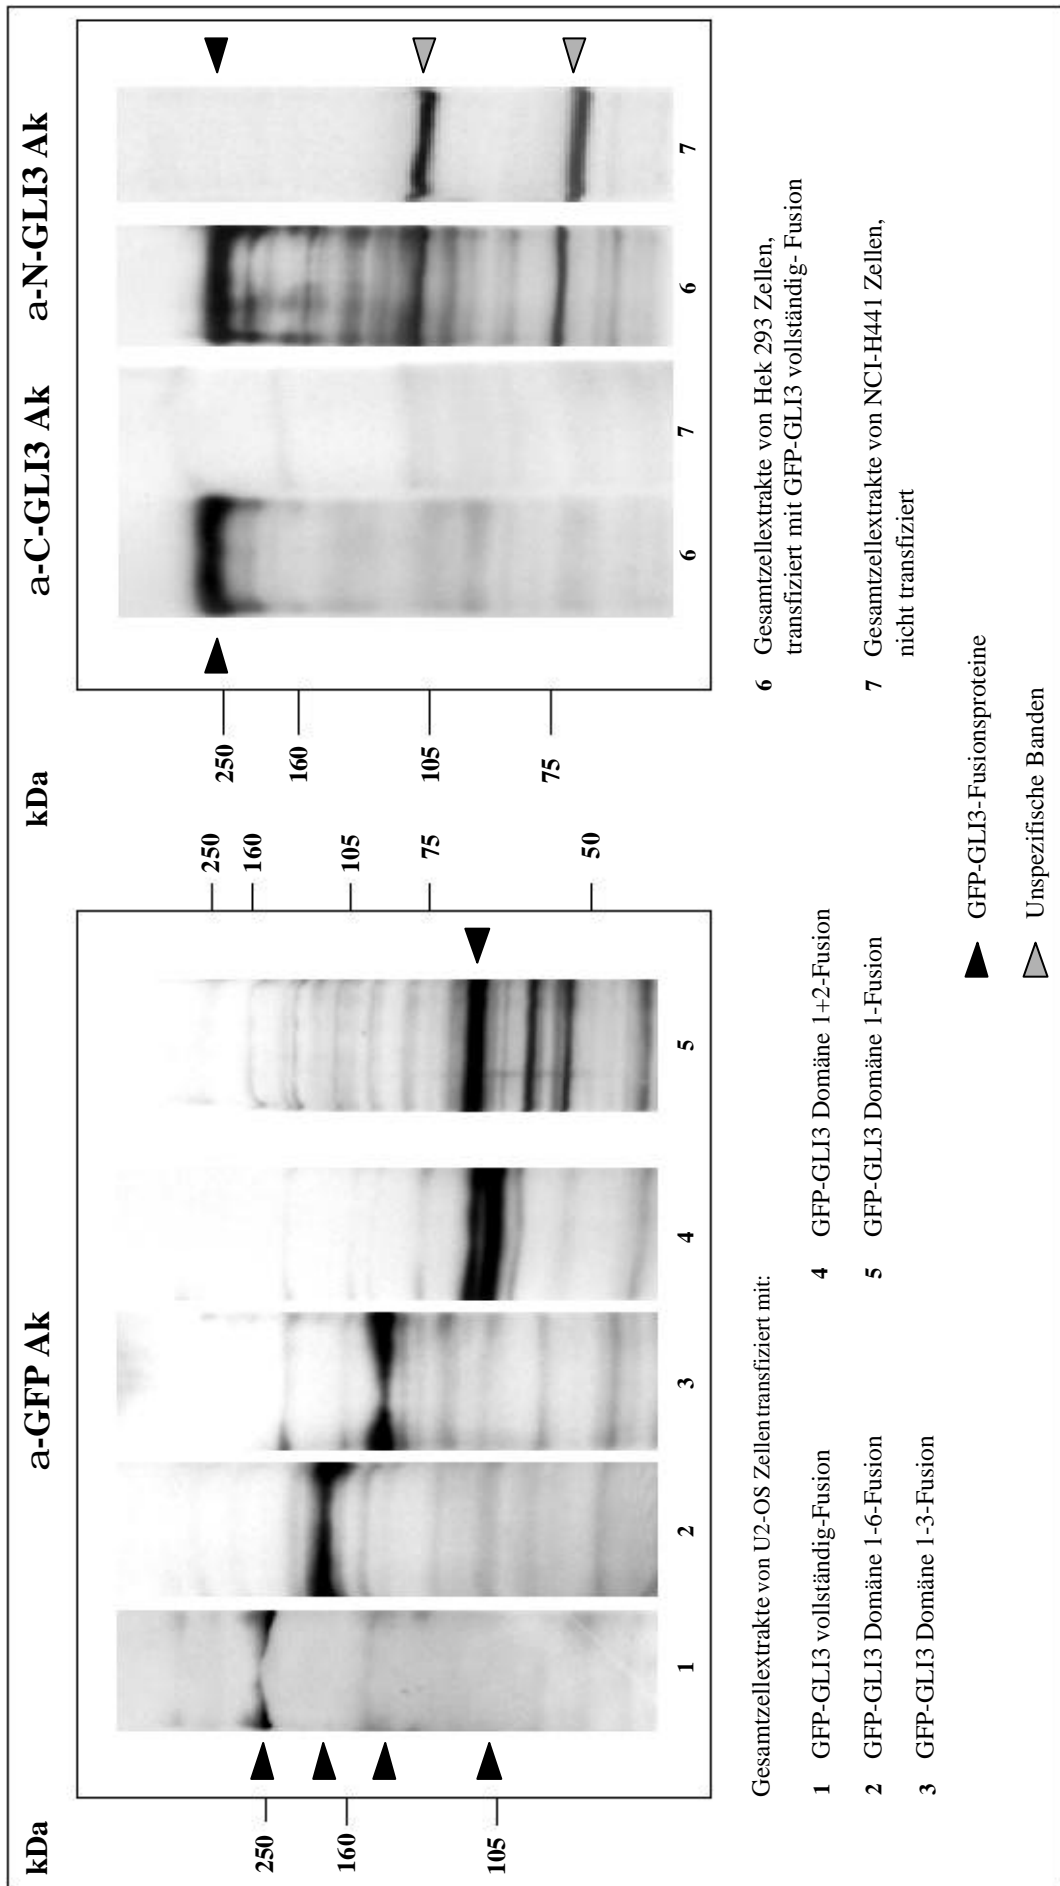 kDa
a-GFP Ak
kDa
a-C-GLI3 Ak
a-N-GLI3 Ak
250
160
105
250
160
105
75
50
250
160
105
75
1
2
3
4
5
6
7
6
7
Gesamtzellextrakte von U2-OS Zellen transfiziert mit:
1 GFP-GLI3 vollständig-Fusion
2 GFP-GLI3 Domäne 1-6-Fusion
3 GFP-GLI3 Domäne 1-3-Fusion
4 GFP-GLI3 Domäne 1+2-Fusion
5 GFP-GLI3 Domäne 1-Fusion
6 Gesamtzellextrakte von Hek 293 Zellen,
transfiziert mit GFP-GLI3 vollständig- Fusion
7 Gesamtzellextrakte von NCI-H441 Zellen,
nicht transfiziert
GFP-GLI3-Fusionsproteine
Unspezifische Banden